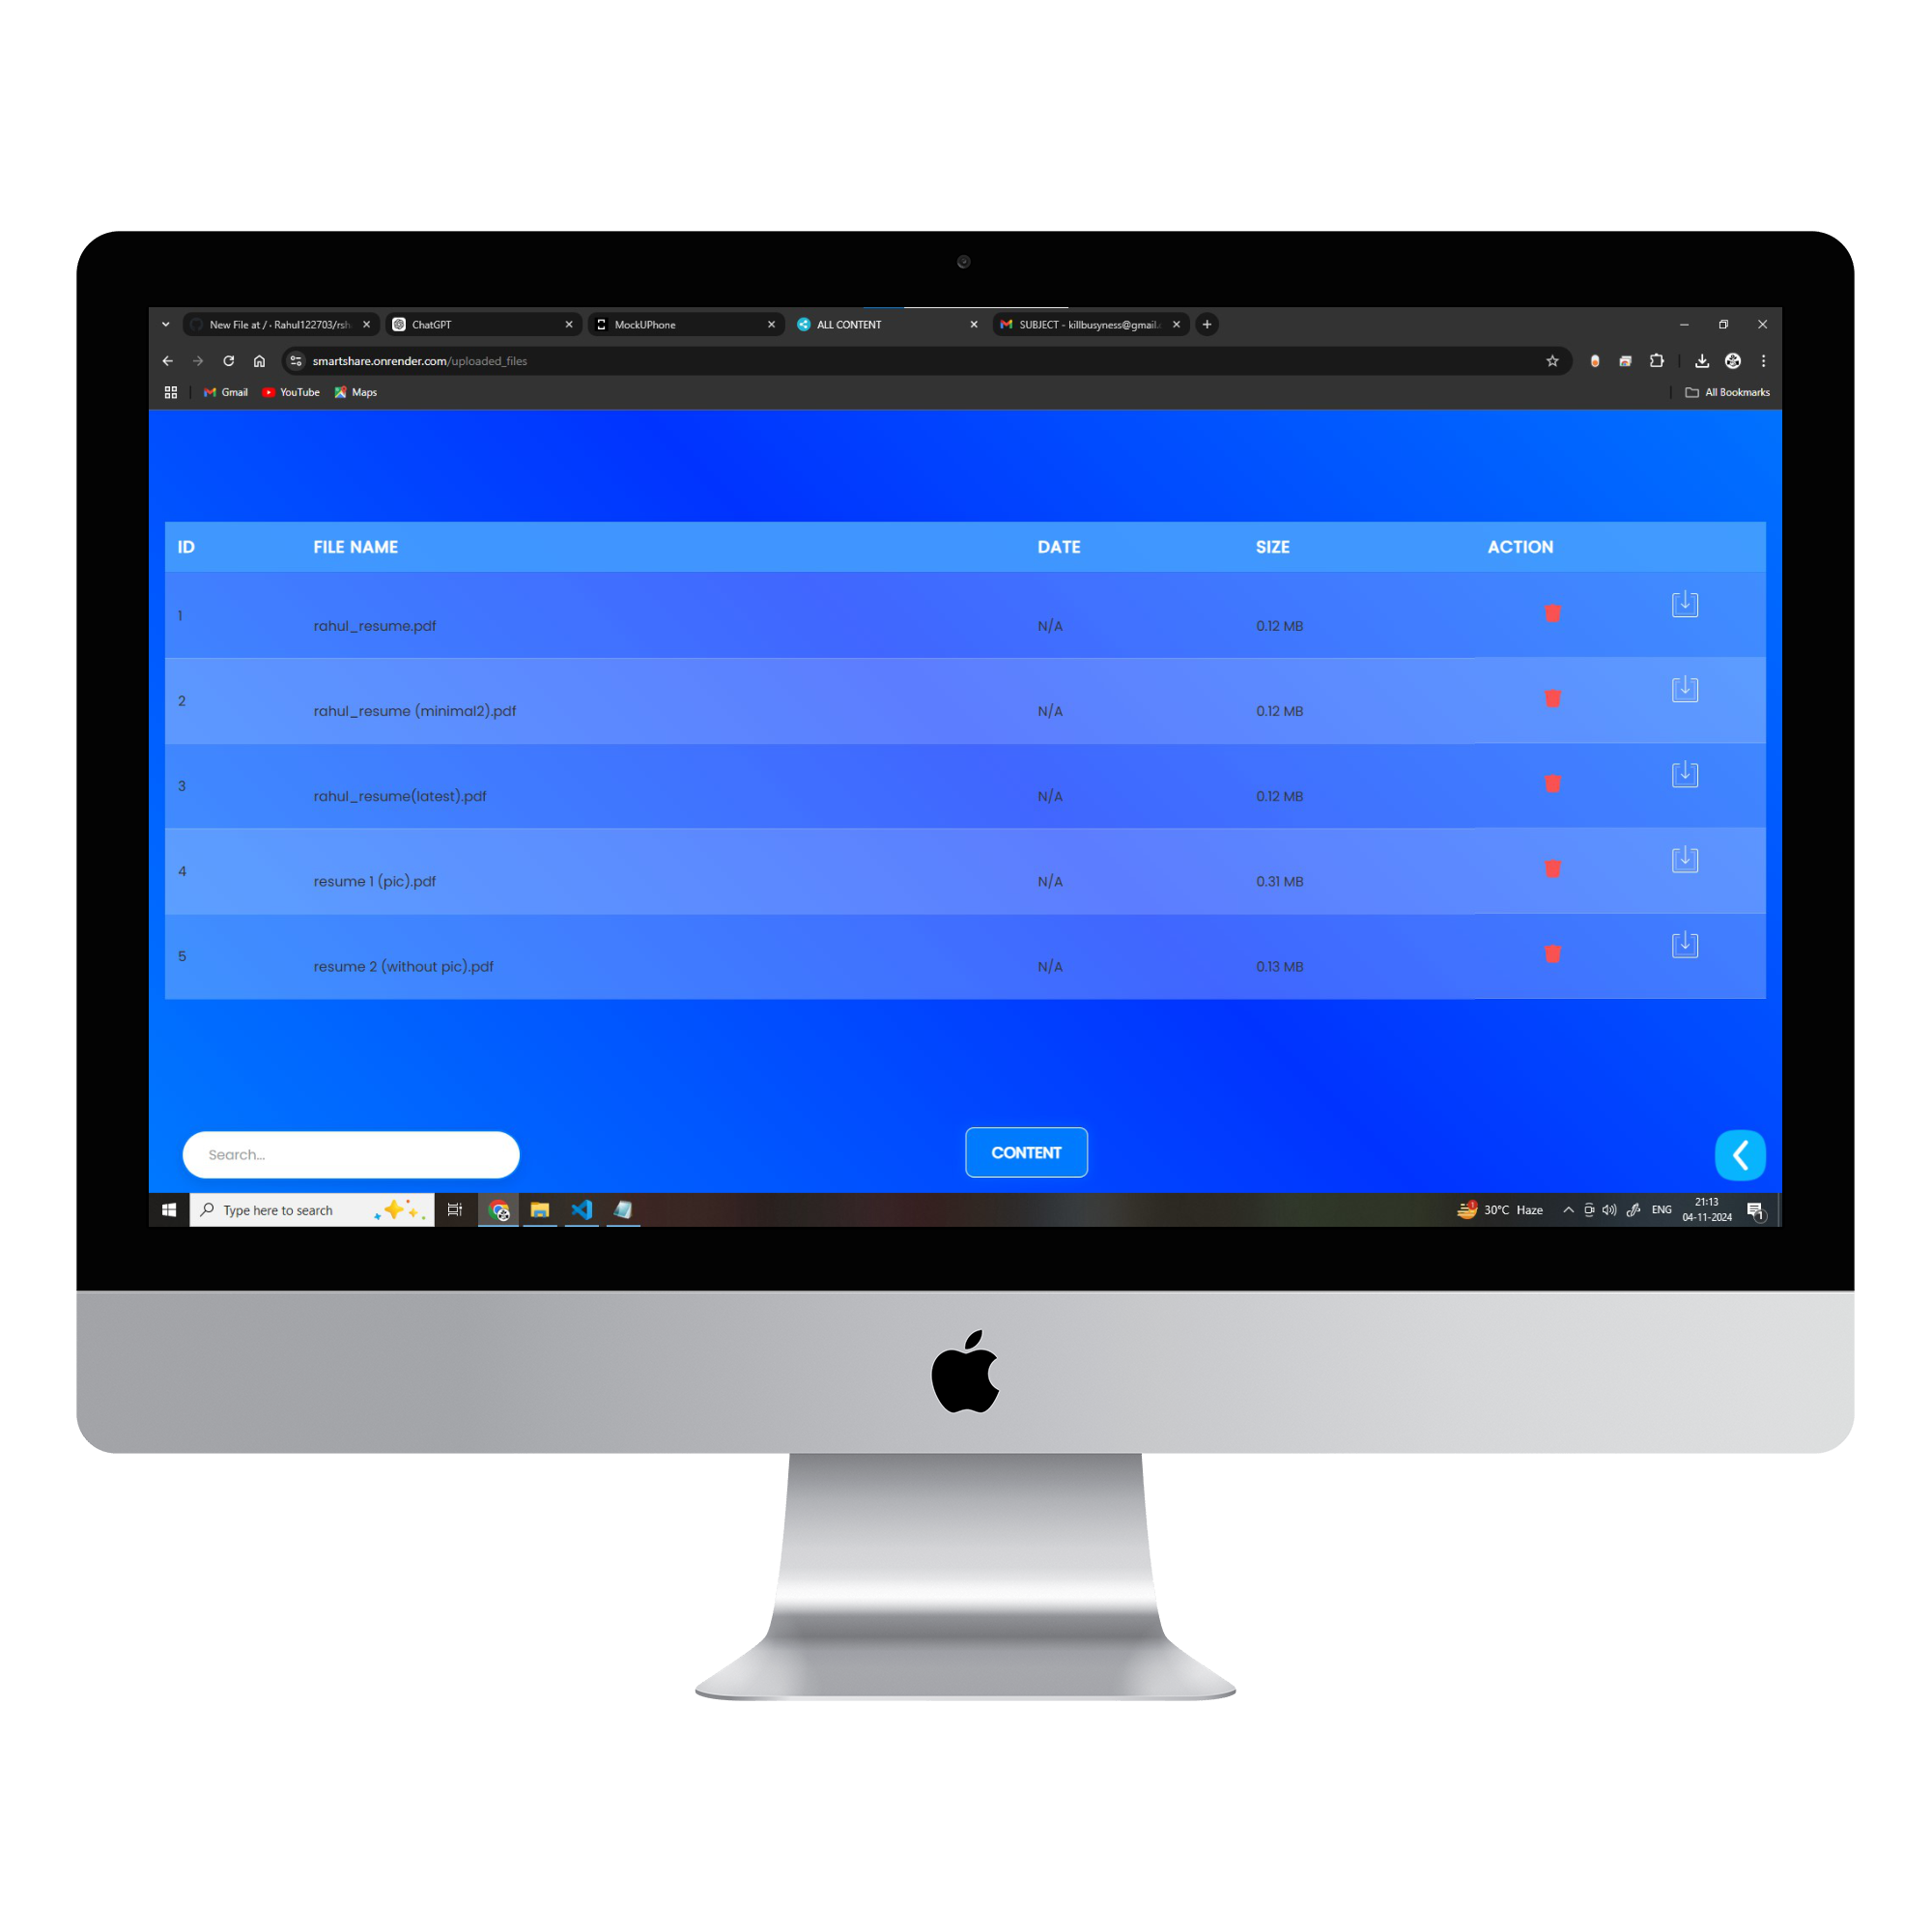 New File at / · Rahul122703/rsh
ChatGPT
MockUPhone
ALL CONTENT
SUBJECT - killbusyness@gmail.
smartshare.onrender.com/uploaded_files
Gmail
YouTube
Maps
All Bookmarks
ID FILE NAME DATE SIZE ACTION
1 rahul_resume.pdf N/A 0.12 MB
2 rahul_resume (minimal2).pdf N/A 0.12 MB
3 rahul_resume(latest).pdf N/A 0.12 MB
4 resume 1 (pic).pdf N/A 0.31 MB
5 resume 2 (without pic).pdf N/A 0.13 MB
Search...
CONTENT
Type here to search
30°C Haze
ENG
21:13
04-11-2024
1